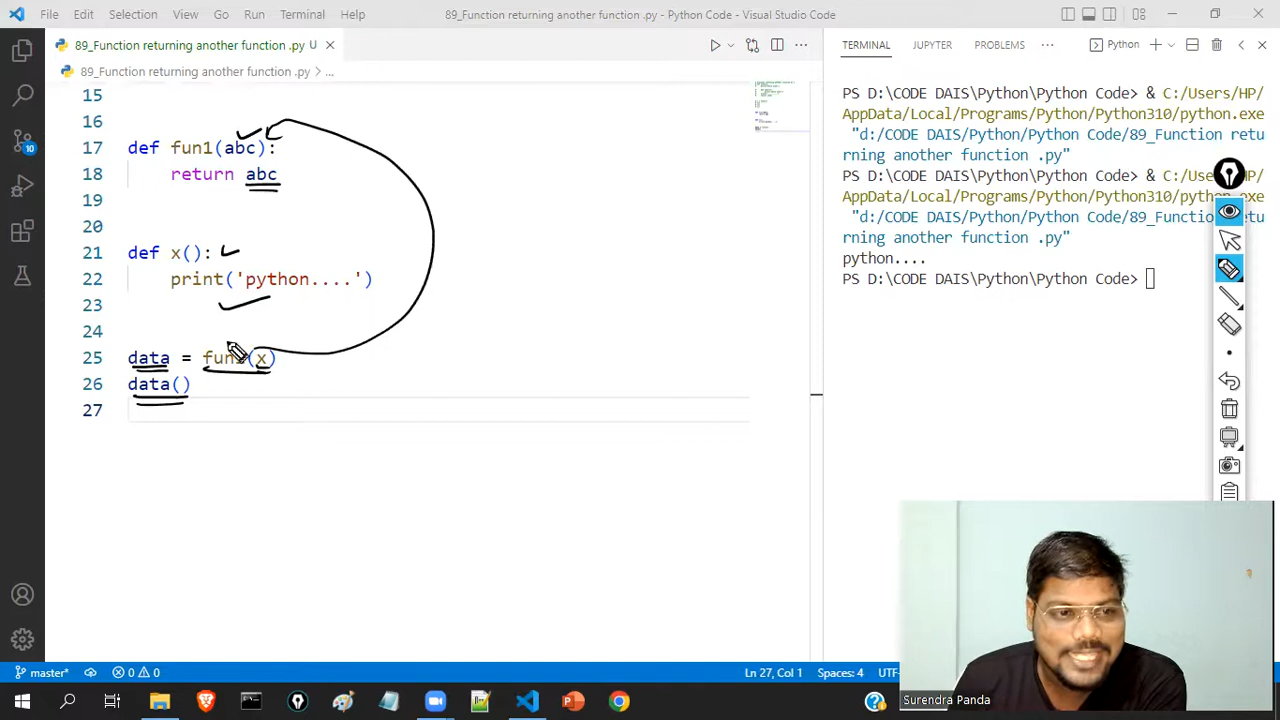 File Edit Selection View Go Run Terminal Help 89_Function returning another function .py - Python Code - Visual Studio Code
89_Function returning another function .py U
89_Function returning another function .py > ...
15
16
17 def fun1(abc):
18 return abc
19
20
21 def x():
22 print('python....')
23
24
25 data = fun1(x)
26 data()
27
TERMINAL JUPYTER PROBLEMS ... Python
PS D:\CODE DAIS\Python\Python Code> & C:/Users/HP/
AppData/Local/Programs/Python/Python310/python.exe
"d:/CODE DAIS/Python/Python Code/89_Function retu
rning another function .py"
PS D:\CODE DAIS\Python\Python Code> & C:/Use
AppData/Local/Programs/Python/Python310/python.exe
"d:/CODE DAIS/Python/Python Code/89_Function retu
rning another function .py"
python....
PS D:\CODE DAIS\Python\Python Code>
10
master* 0 0 Ln 27, Col 1 Spaces: 4 UTF-
Surendra Panda